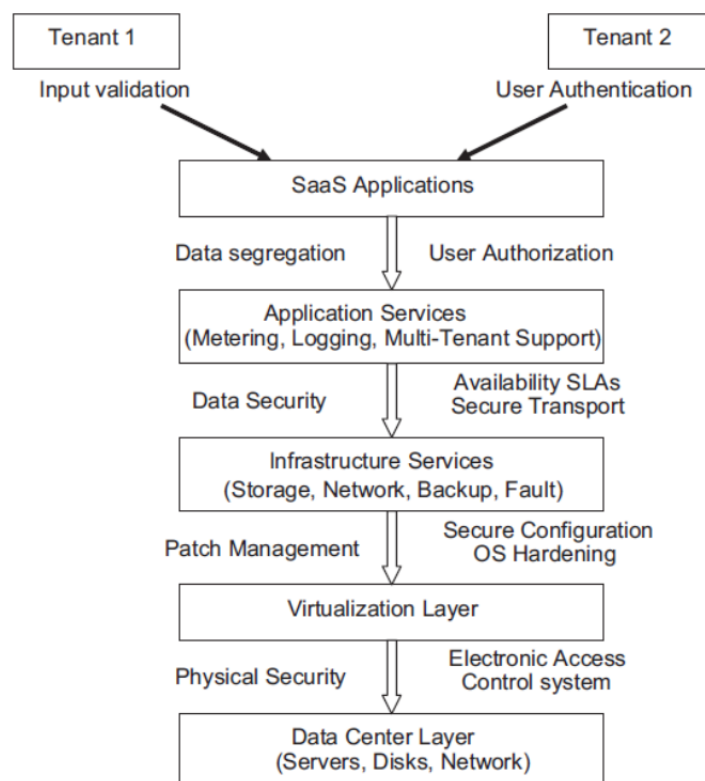 Tenant 1
Tenant 2
Input validation
User Authentication
SaaS Applications
Data segregation
User Authorization
Application Services
(Metering, Logging, Multi-Tenant Support)
Data Security
Availability SLAs
Secure Transport
Infrastructure Services
(Storage, Network, Backup, Fault)
Patch Management
Secure Configuration
OS Hardening
Virtualization Layer
Physical Security
Electronic Access
Control system
Data Center Layer
(Servers, Disks, Network)